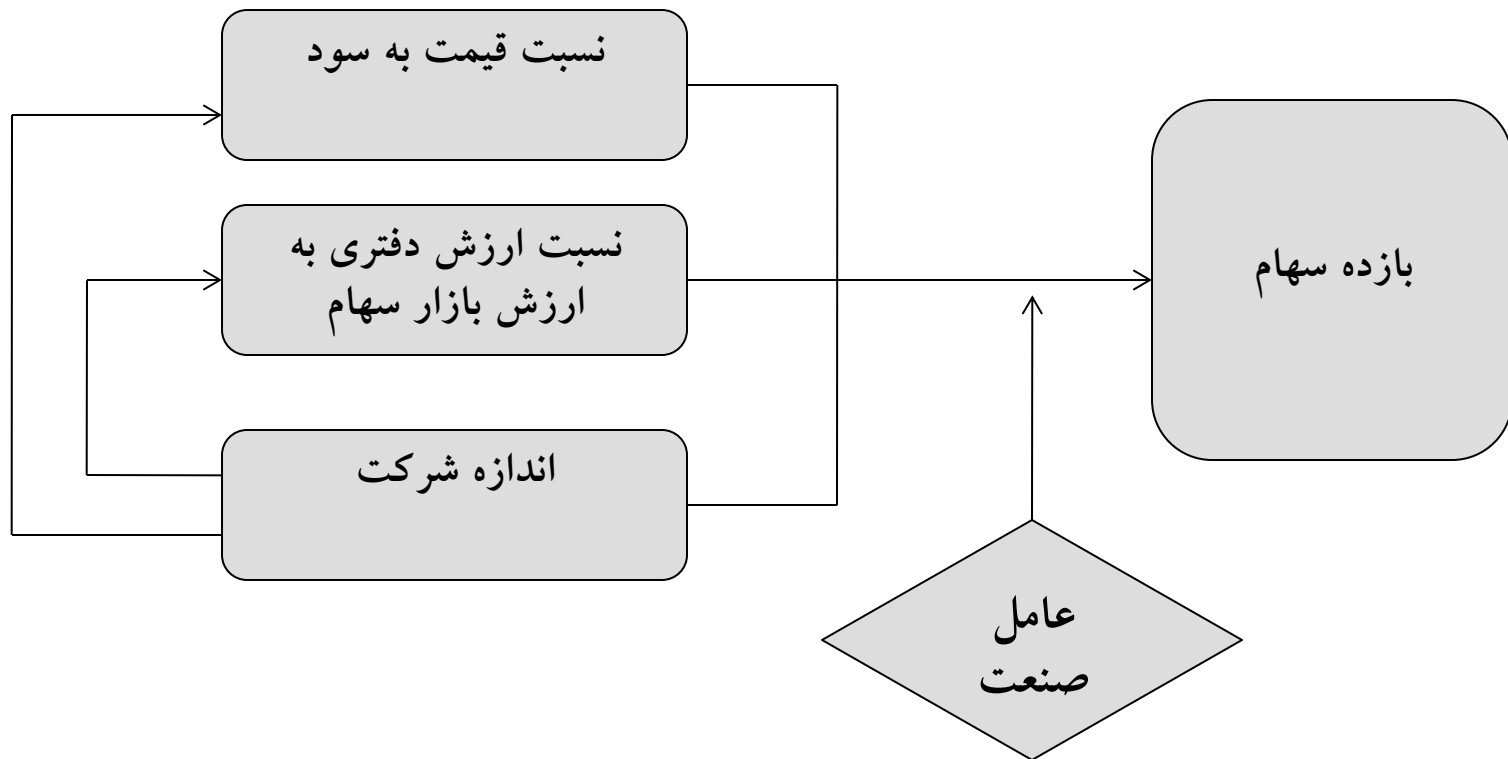 نسبت قیمت به سود
نسبت ارزش دفتری به
ارزش بازار سهام
اندازه شرکت
بازده سهام
عامل
صنعت